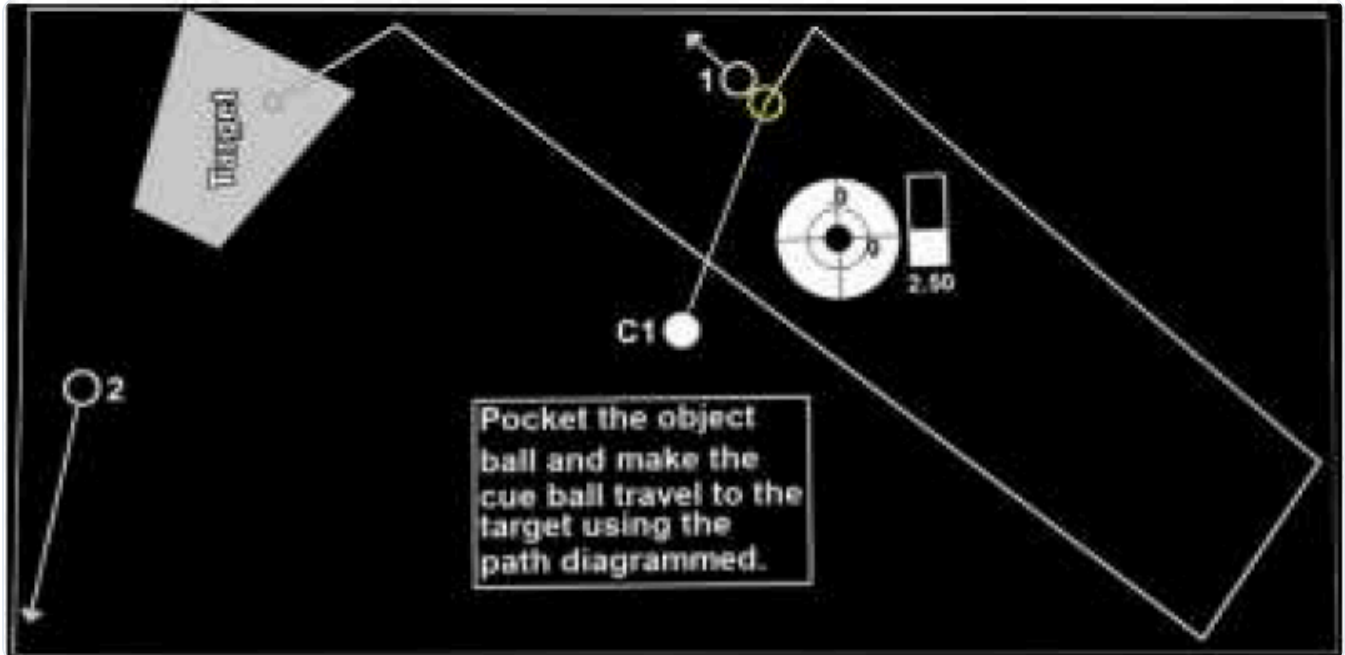 Target
1
0
0
2.50
C1
2
Pocket the object
ball and make the
cue ball travel to the
target using the
path diagrammed.